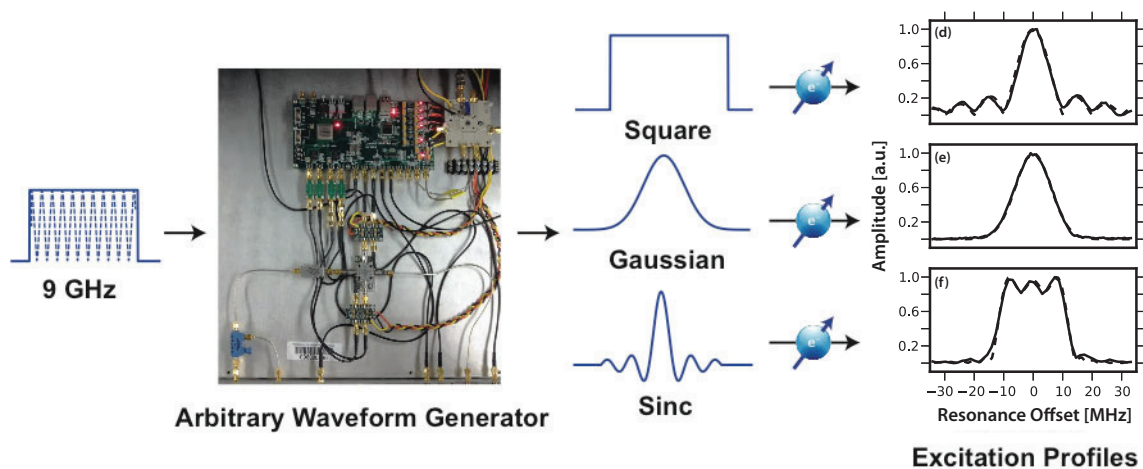 9 GHz
Arbitrary Waveform Generator
Square
Gaussian
Sinc
e
e
e
Amplitude [a.u.]
(d)
1.0
0.6
0.2
(e)
1.0
0.6
0.2
(f)
1.0
0.6
0.2
−30 −20 −10 0 10 20 30
Resonance Offset [MHz]
Excitation Profiles